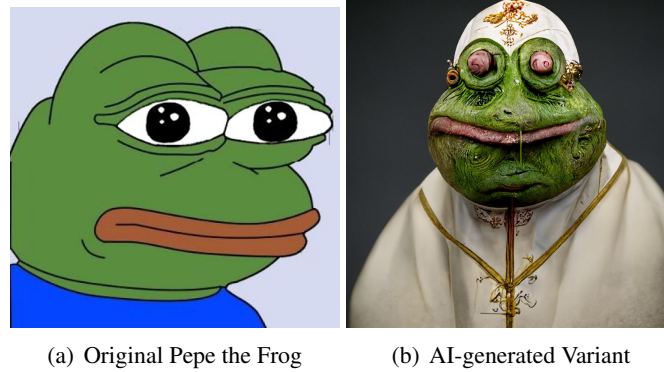 (a) Original Pepe the Frog
(b) AI-generated Variant